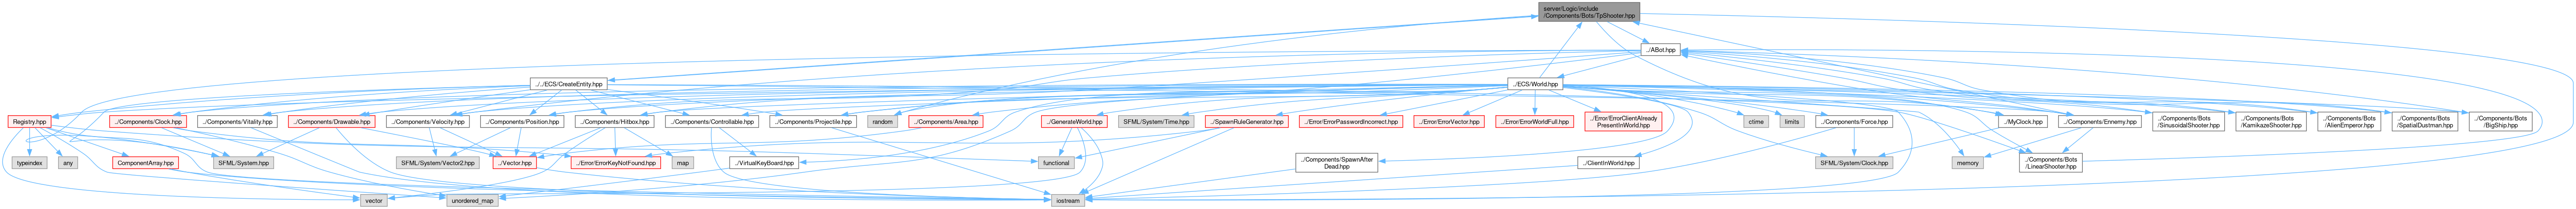 server/Logic/include
/Components/Bots/TpShooter.hpp
../ABot.hpp
../../ECS/CreateEntity.hpp
../ECS/World.hpp
Registry.hpp
../Components/Clock.hpp
../Components/Vitality.hpp
../Components/Drawable.hpp
../Components/Velocity.hpp
../Components/Position.hpp
../Components/Hitbox.hpp
../Components/Controllable.hpp
../Components/Projectile.hpp
random
../Components/Area.hpp
../GenerateWorld.hpp
SFML/System/Time.hpp
../SpawnRuleGenerator.hpp
../Error/ErrorPasswordIncorrect.hpp
../Error/ErrorVector.hpp
../Error/ErrorWorldFull.hpp
../Error/ErrorClientAlready
PresentInWorld.hpp
ctime
limits
../Components/Force.hpp
../MyClock.hpp
../Components/Ennemy.hpp
../Components/Bots
/SinusoidalShooter.hpp
../Components/Bots
/KamikazeShooter.hpp
../Components/Bots
/AlienEmperor.hpp
../Components/Bots
/SpatialDustman.hpp
../Components/Bots
/BigShip.hpp
typeindex
any
ComponentArray.hpp
SFML/System.hpp
SFML/System/Vector2.hpp
../Vector.hpp
../Error/ErrorKeyNotFound.hpp
map
../VirtualKeyBoard.hpp
functional
../Components/SpawnAfter
Dead.hpp
../ClientInWorld.hpp
SFML/System/Clock.hpp
memory
../Components/Bots
/LinearShooter.hpp
vector
unordered_map
iostream